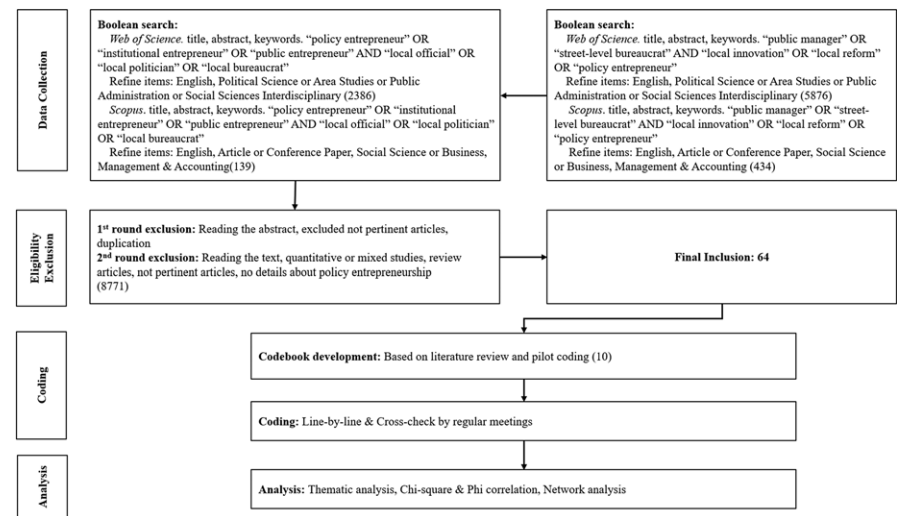 Data Collection
Boolean search:
Web of Science. title, abstract, keywords. “policy entrepreneur” OR
“institutional entrepreneur” OR “public entrepreneur” AND “local official” OR
“local politician” OR “local bureaucrat”
Refine items: English, Political Science or Area Studies or Public
Administration or Social Sciences Interdisciplinary (2386)
Scopus. title, abstract, keywords. “policy entrepreneur” OR “institutional
entrepreneur” OR “public entrepreneur” AND “local official” OR “local politician”
OR “local bureaucrat”
Refine items: English, Article or Conference Paper, Social Science or Business,
Management & Accounting(139)
Boolean search:
Web of Science. title, abstract, keywords. “public manager” OR
“street-level bureaucrat” AND “local innovation” OR “local reform”
OR “policy entrepreneur”
Refine items: English, Political Science or Area Studies or Public
Administration or Social Sciences Interdisciplinary (5876)
Scopus. title, abstract, keywords. “public manager” OR “street-
level bureaucrat” AND “local innovation” OR “local reform” OR
“policy entrepreneur”
Refine items: English, Article or Conference Paper, Social Science
or Business, Management & Accounting (434)
Eligibility
Exclusion
1st round exclusion: Reading the abstract, excluded not pertinent articles,
duplication
2nd round exclusion: Reading the text, quantitative or mixed studies, review
articles, not pertinent articles, no details about policy entrepreneurship
(8771)
Final Inclusion: 64
Coding
Codebook development: Based on literature review and pilot coding (10)
Coding: Line-by-line & Cross-check by regular meetings
Analysis
Analysis: Thematic analysis, Chi-square & Phi correlation, Network analysis